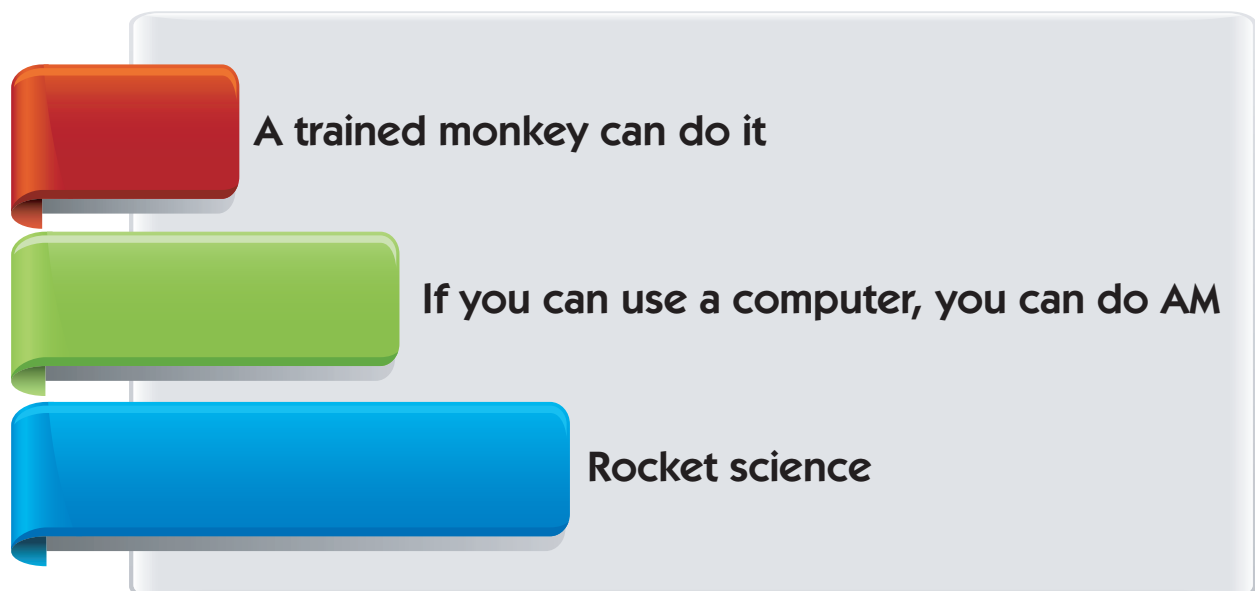 A trained monkey can do it
If you can use a computer, you can do AM
Rocket science